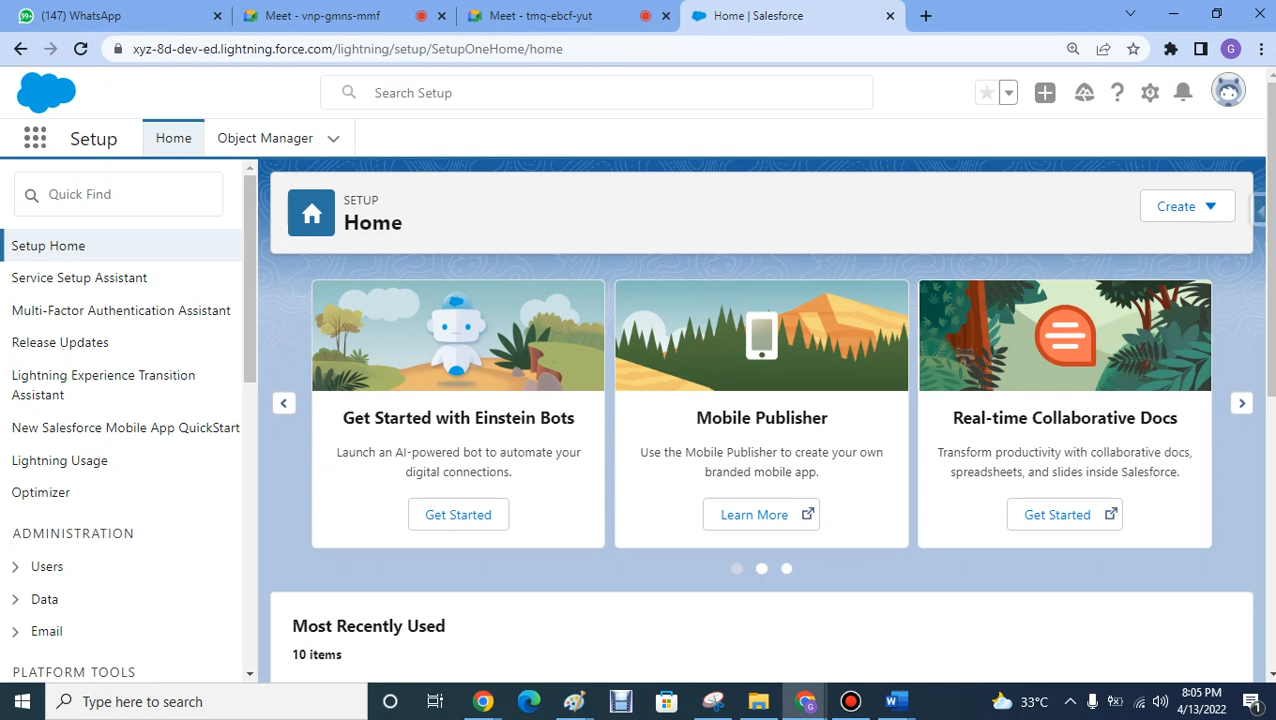 (147) WhatsApp
Meet - vnp-gmns-mmf
Meet - tmq-ebcf-yut
Home | Salesforce
xyz-8d-dev-ed.lightning.force.com/lightning/setup/SetupOneHome/home
G
Search Setup
Setup
Home
Object Manager
Quick Find
SETUP
Home
Create
Setup Home
Service Setup Assistant
Multi-Factor Authentication Assistant
Release Updates
Lightning Experience Transition
Assistant
New Salesforce Mobile App QuickStart
Lightning Usage
Optimizer
ADMINISTRATION
Users
Data
Email
PLATFORM TOOLS
Get Started with Einstein Bots
Launch an AI-powered bot to automate your
digital connections.
Get Started
Mobile Publisher
Use the Mobile Publisher to create your own
branded mobile app.
Learn More
Real-time Collaborative Docs
Transform productivity with collaborative docs,
spreadsheets, and slides inside Salesforce.
Get Started
Most Recently Used
10 items
Type here to search
33°C
8:05 PM
4/13/2022